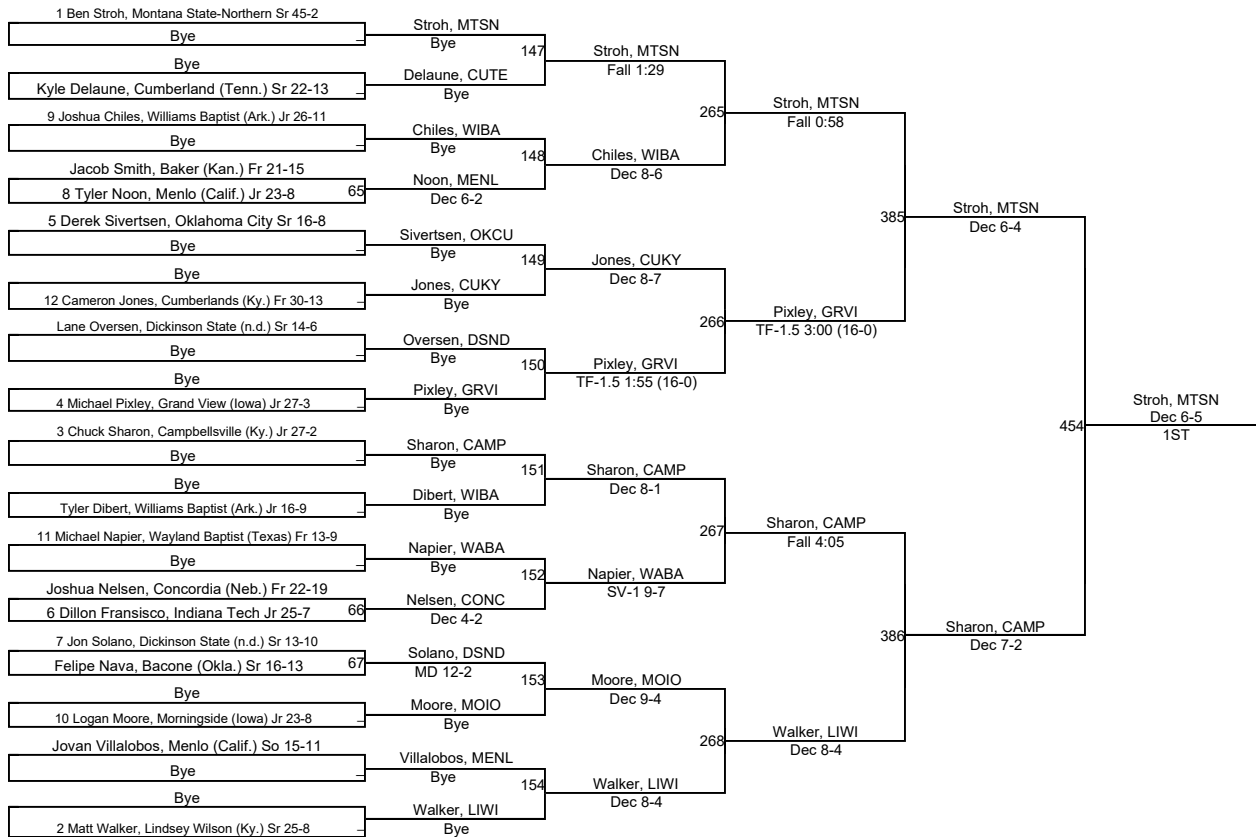 1 Ben Stroh, Montana State-Northern Sr 45-2
Bye
_
Bye
Kyle Delaune, Cumberland (Tenn.) Sr 22-13
_
9 Joshua Chiles, Williams Baptist (Ark.) Jr 26-11
Bye
_
Jacob Smith, Baker (Kan.) Fr 21-15
8 Tyler Noon, Menlo (Calif.) Jr 23-8
65
5 Derek Sivertsen, Oklahoma City Sr 16-8
Bye
_
Bye
12 Cameron Jones, Cumberlands (Ky.) Fr 30-13
_
Lane Oversen, Dickinson State (n.d.) Sr 14-6
Bye
_
Bye
4 Michael Pixley, Grand View (Iowa) Jr 27-3
_
3 Chuck Sharon, Campbellsville (Ky.) Jr 27-2
Bye
_
Bye
Tyler Dibert, Williams Baptist (Ark.) Jr 16-9
_
11 Michael Napier, Wayland Baptist (Texas) Fr 13-9
Bye
_
Joshua Nelsen, Concordia (Neb.) Fr 22-19
6 Dillon Fransisco, Indiana Tech Jr 25-7
66
7 Jon Solano, Dickinson State (n.d.) Sr 13-10
Felipe Nava, Bacone (Okla.) Sr 16-13
67
Bye
10 Logan Moore, Morningside (Iowa) Jr 23-8
_
Jovan Villalobos, Menlo (Calif.) So 15-11
Bye
_
Bye
2 Matt Walker, Lindsey Wilson (Ky.) Sr 25-8
_
Stroh, MTSN
Bye
147
Delaune, CUTE
Bye
Chiles, WIBA
Bye
148
Noon, MENL
Dec 6-2
Sivertsen, OKCU
Bye
149
Jones, CUKY
Bye
Oversen, DSND
Bye
150
Pixley, GRVI
Bye
Sharon, CAMP
Bye
151
Dibert, WIBA
Bye
Napier, WABA
Bye
152
Nelsen, CONC
Dec 4-2
Solano, DSND
MD 12-2
153
Moore, MOIO
Bye
Villalobos, MENL
Bye
154
Walker, LIWI
Bye
Stroh, MTSN
Fall 1:29
265
Chiles, WIBA
Dec 8-6
Jones, CUKY
Dec 8-7
266
Pixley, GRVI
TF-1.5 1:55 (16-0)
Sharon, CAMP
Dec 8-1
267
Napier, WABA
SV-1 9-7
Moore, MOIO
Dec 9-4
268
Walker, LIWI
Dec 8-4
Stroh, MTSN
Fall 0:58
385
Pixley, GRVI
TF-1.5 3:00 (16-0)
Sharon, CAMP
Fall 4:05
386
Walker, LIWI
Dec 8-4
Stroh, MTSN
Dec 6-4
454
Sharon, CAMP
Dec 7-2
Stroh, MTSN
Dec 6-5
1ST